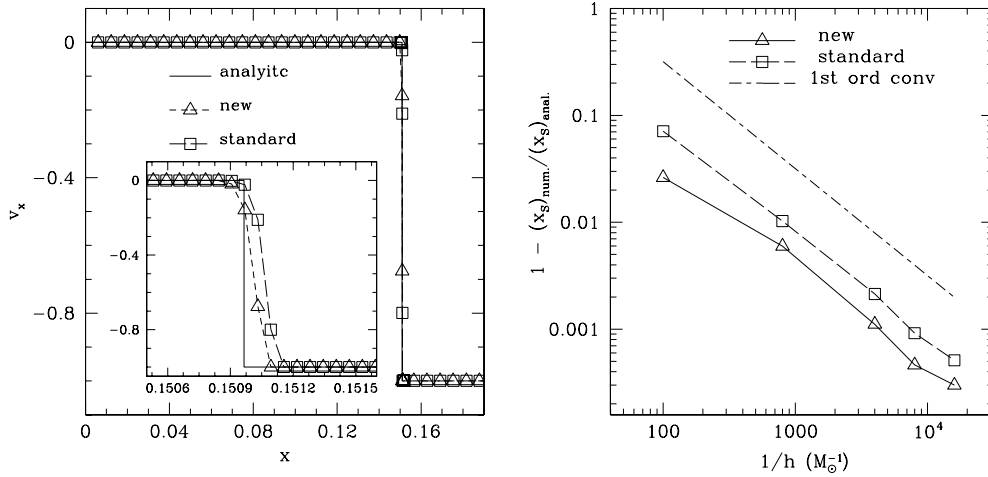 0
−0.4
−0.8
v_x
analyitc
new
standard
0
−0.4
−0.8
0.1506
0.1509
0.1512
0.1515
0
0.04
0.08
0.12
0.16
x
1
0.1
0.01
0.001
1 − (x_S)_num./(x_S)_anal.
new
standard
1st ord conv
100
1000
10^4
1/h (M_⊙^−1)